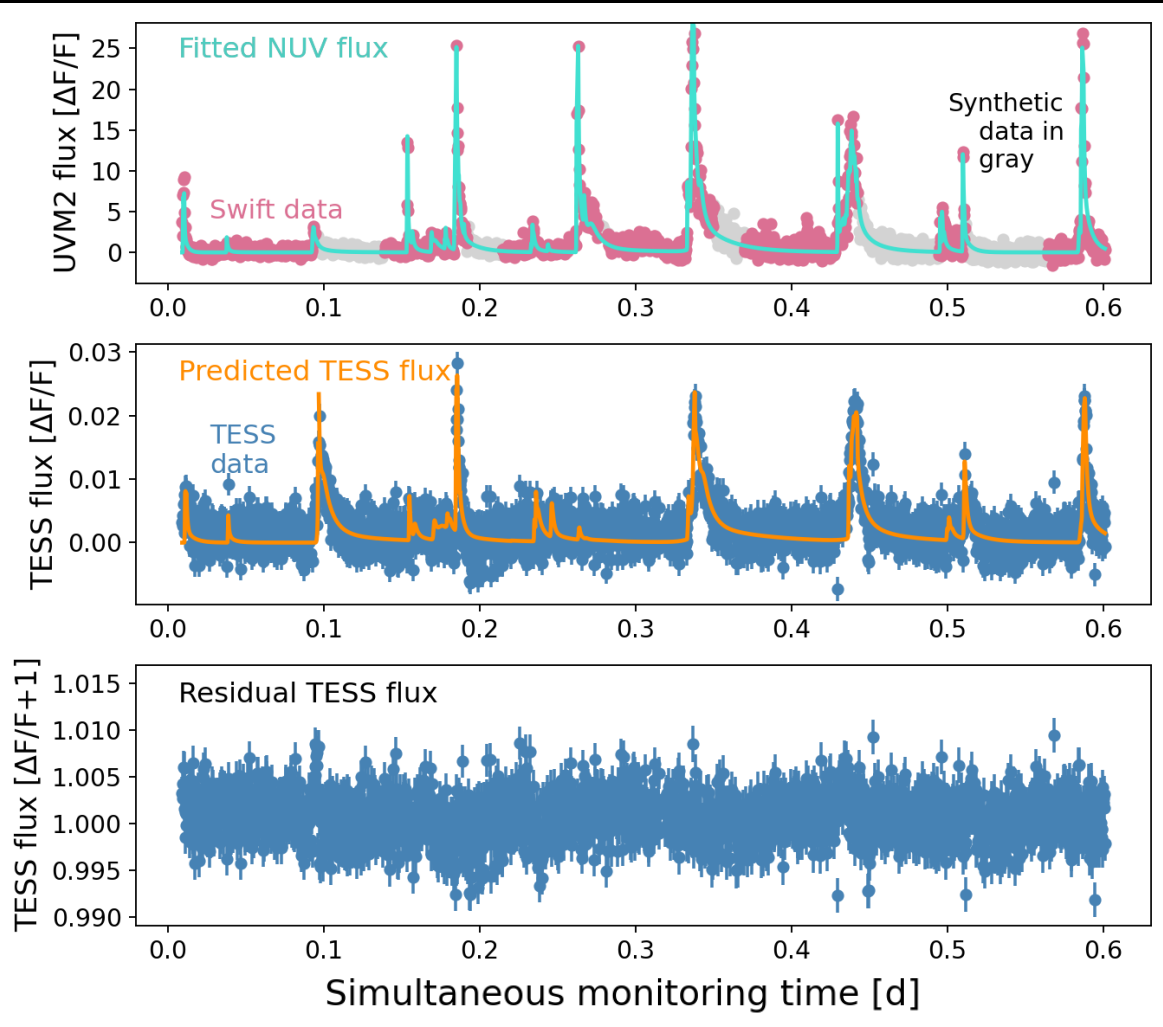 UVM2 flux [ΔF/F]
25
20
15
10
5
0
Fitted NUV flux
Swift data
Synthetic
data in
gray
0.0 0.1 0.2 0.3 0.4 0.5 0.6
TESS flux [ΔF/F]
0.03
0.02
0.01
0.00
Predicted TESS flux
TESS
data
0.0 0.1 0.2 0.3 0.4 0.5 0.6
TESS flux [ΔF/F+1]
1.015
1.010
1.005
1.000
0.995
0.990
Residual TESS flux
0.0 0.1 0.2 0.3 0.4 0.5 0.6
Simultaneous monitoring time [d]